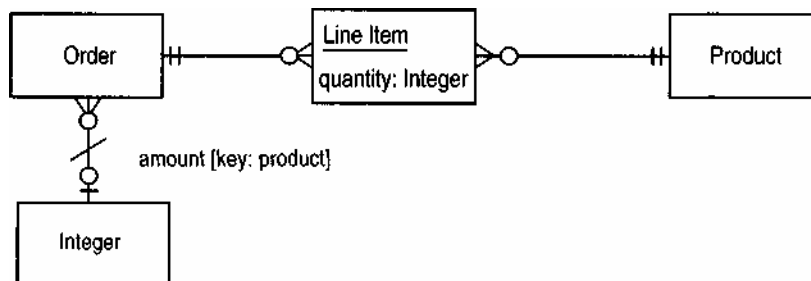 Order
Line Item
quantity: Integer
Product
amount [key: product]
Integer